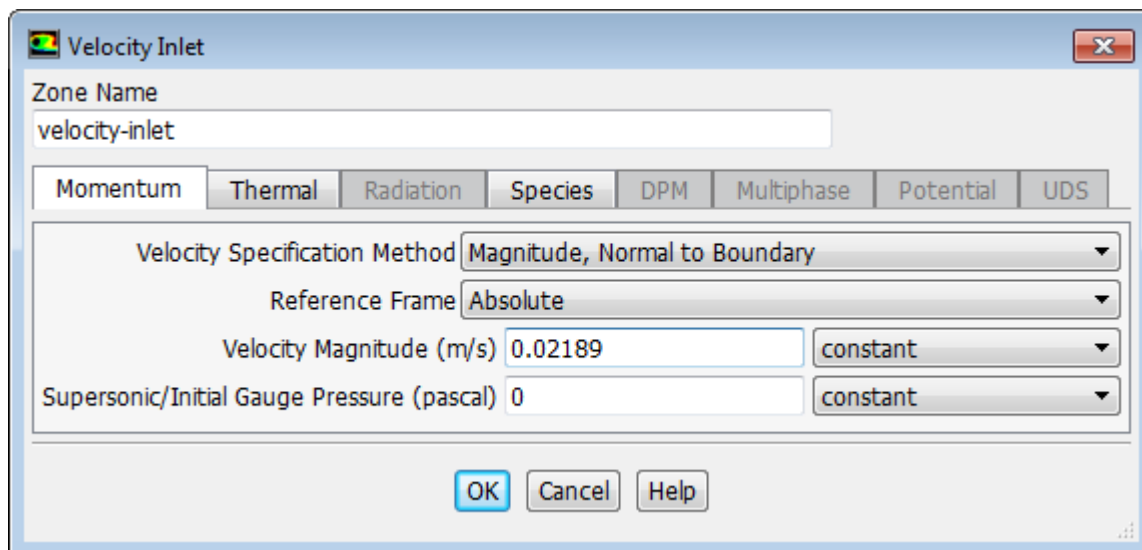 Velocity Inlet
Zone Name
velocity-inlet
Momentum Thermal Radiation Species DPM Multiphase Potential UDS
Velocity Specification Method Magnitude, Normal to Boundary
Reference Frame Absolute
Velocity Magnitude (m/s) 0.02189 constant
Supersonic/Initial Gauge Pressure (pascal) 0 constant
OK Cancel Help